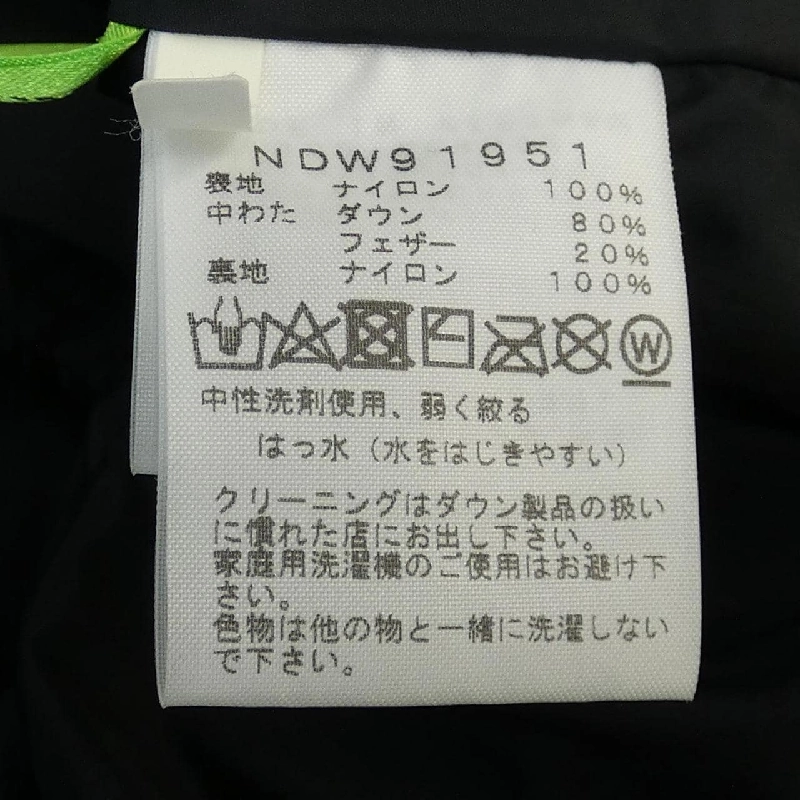 NDW91951
表地 ナイロン 100%
中わた ダウン 80%
フェザー 20%
裏地 ナイロン 100%
W
中性洗剤使用、弱く絞る
はっ水（水をはじきやすい）
クリーニングはダウン製品の扱い
に慣れた店にお出し下さい。
家庭用洗濯機のご使用はお避け下
さい。
色物は他の物と一緒に洗濯しない
で下さい。